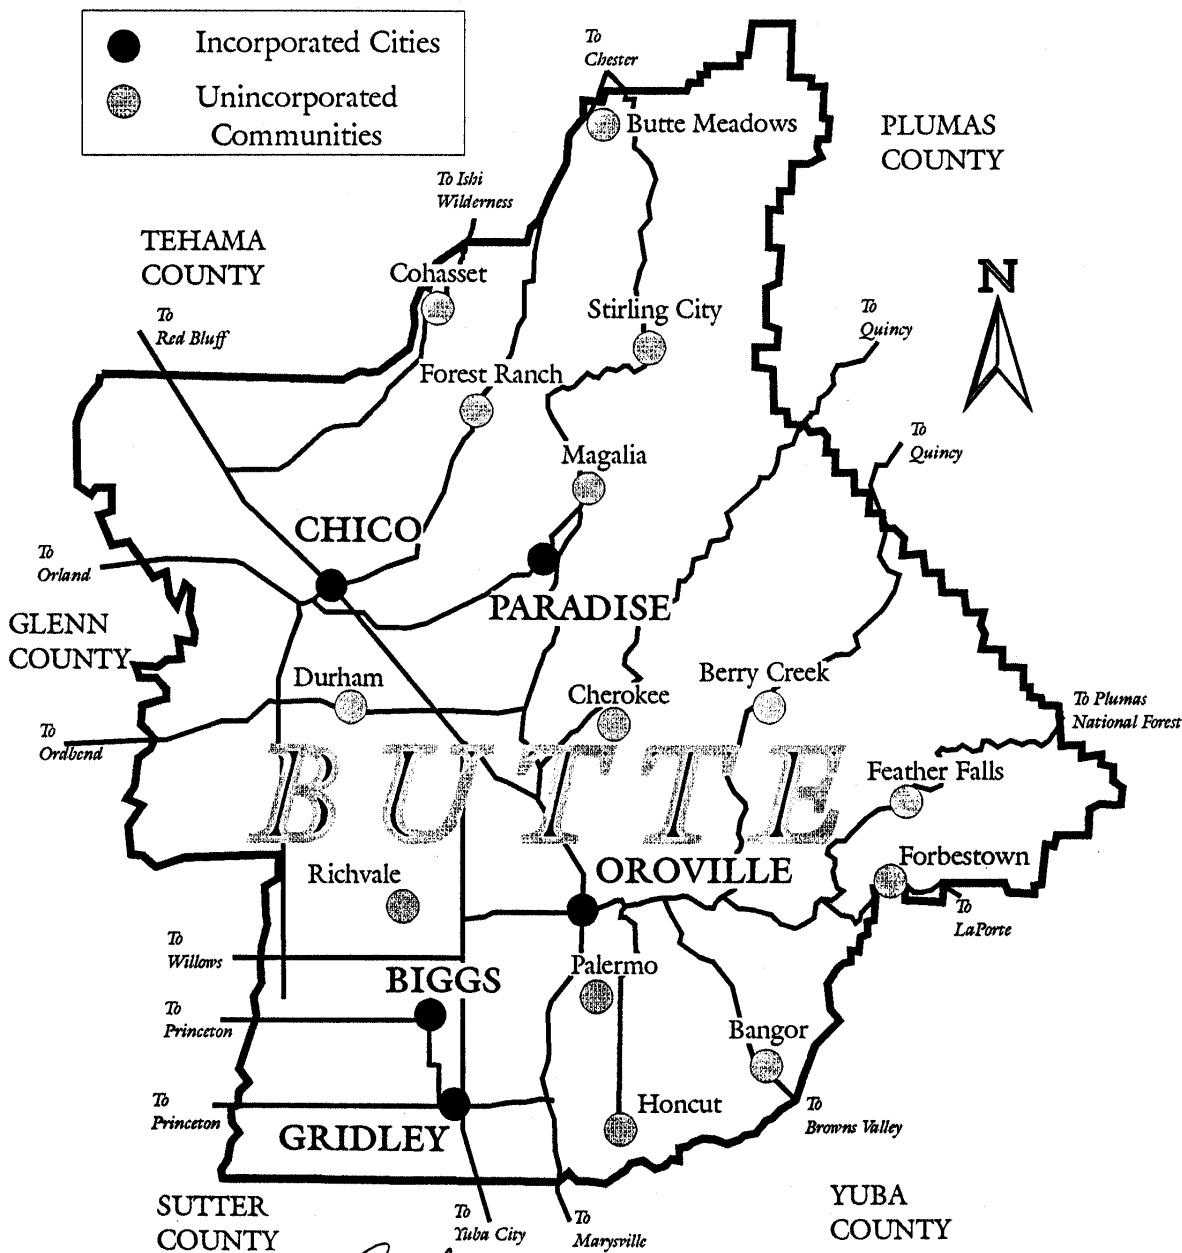 Incorporated Cities
Unincorporated
Communities
To
Chester
Butte Meadows
PLUMAS
COUNTY
To Ishi
Wilderness
TEHAMA
COUNTY
Cohasset
N
To
Red Bluff
Stirling City
To
Quincy
Forest Ranch
To
Quincy
Magalia
CHICO
To
Orland
PARADISE
GLENN
COUNTY
Durham
Cherokee
Berry Creek
To Plumas
National Forest
To
Ordbend
BUTTE
Feather Falls
Richvale
OROVILLE
Forbestown
To
LaPorte
To
Willows
BIGGS
Palermo
To
Princeton
Bangor
To
Princeton
Honcut
To
Browns Valley
GRIDLEY
SUTTER
COUNTY
To
Yuba City
To
Marysville
YUBA
COUNTY